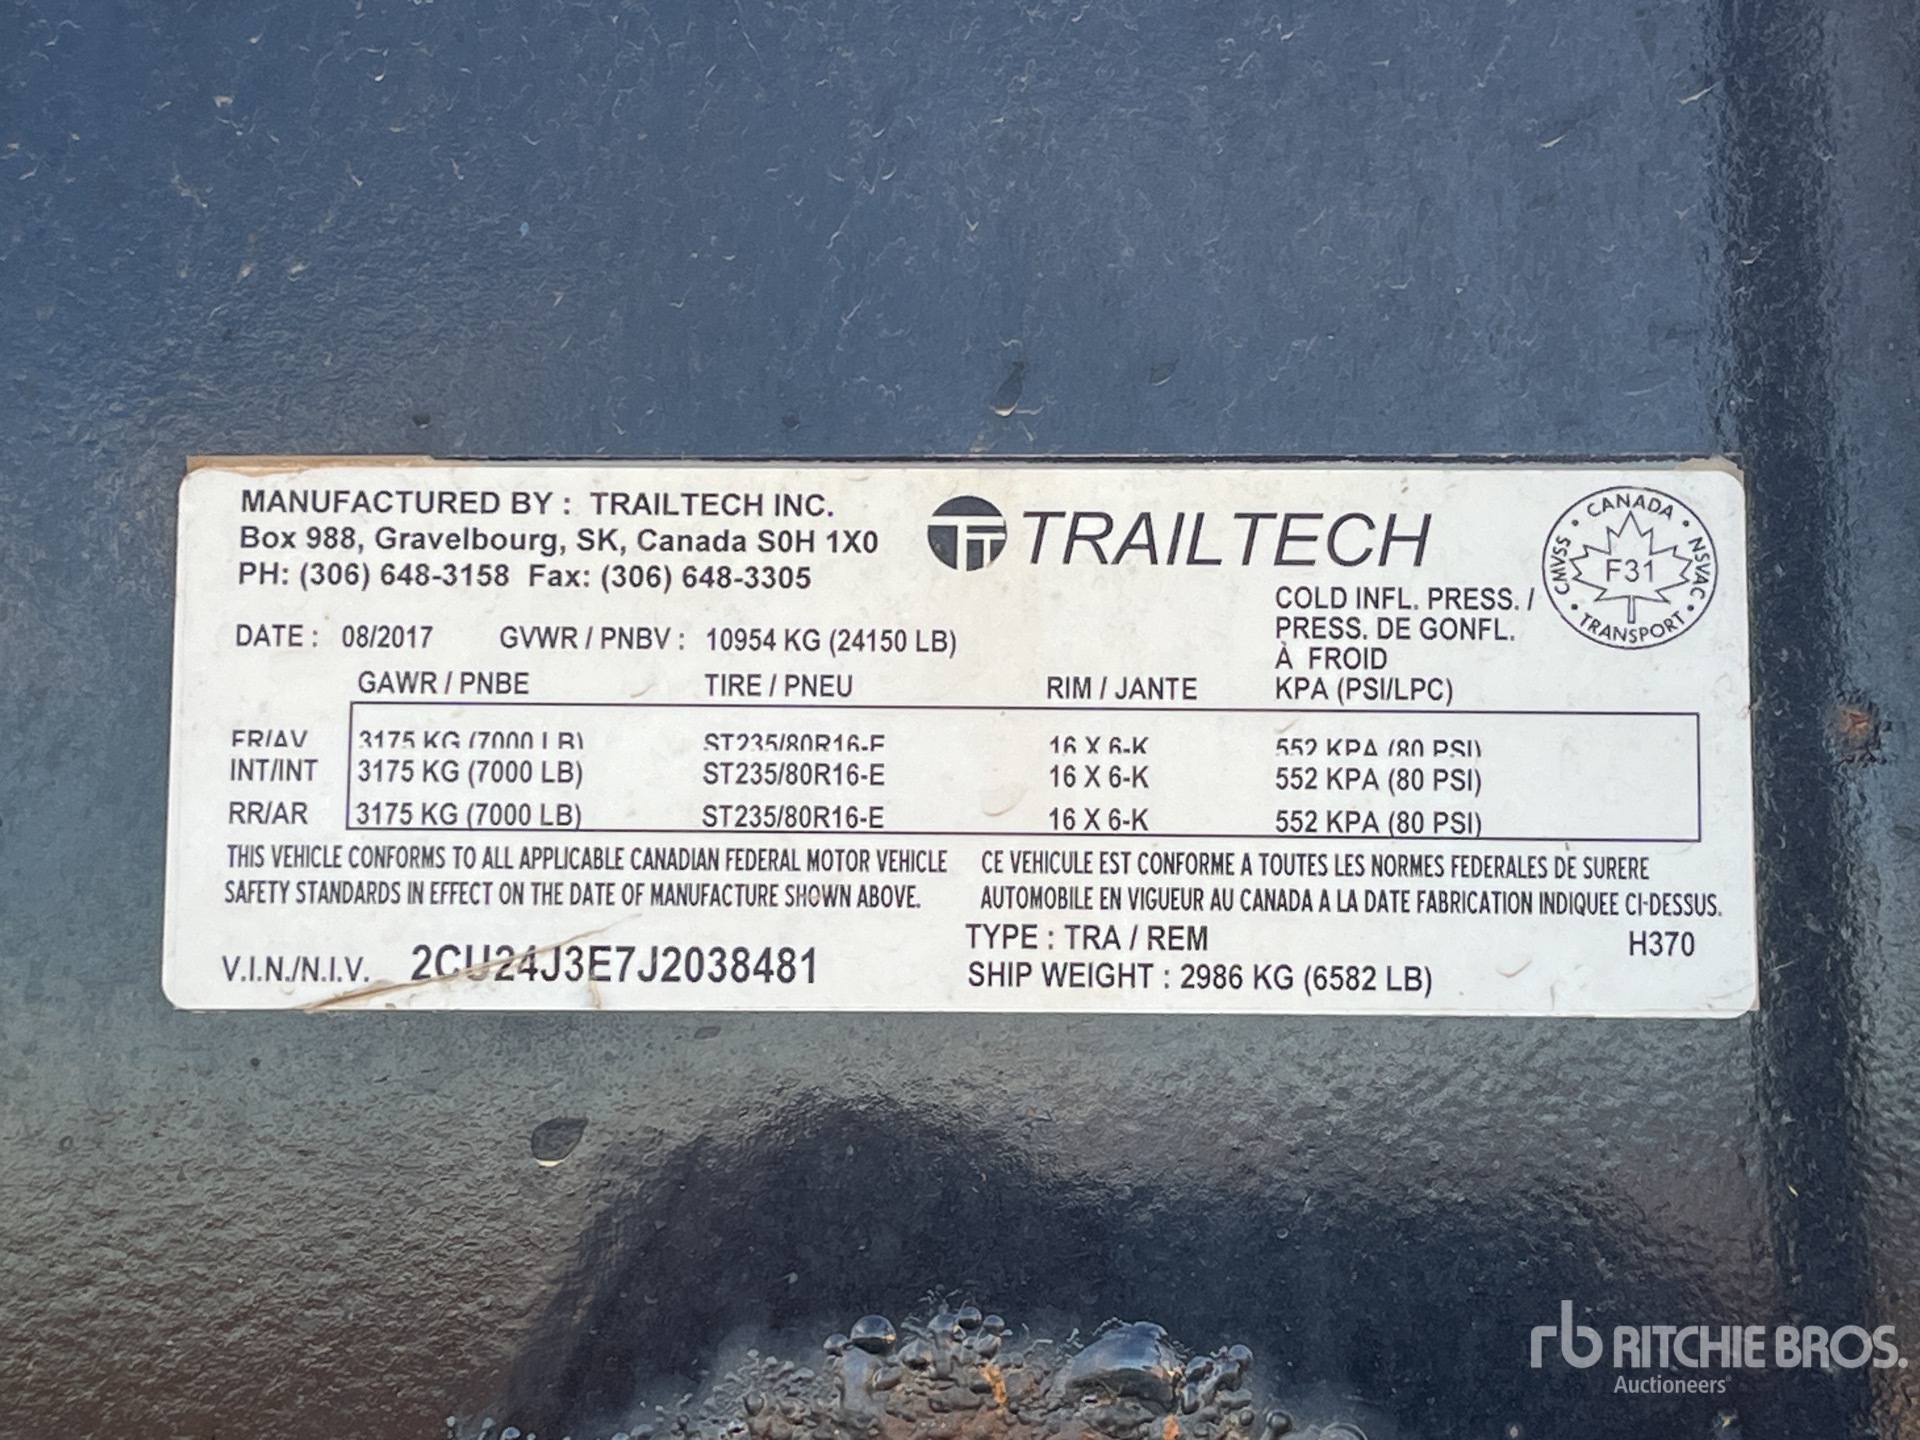 MANUFACTURED BY : TRAILTECH INC.
Box 988, Gravelbourg, SK, Canada S0H 1X0
PH: (306) 648-3158 Fax: (306) 648-3305
TRAILTECH
CANADA
CMVSS
NSVAC
F31
TRANSPORT
DATE : 08/2017 GVWR / PNBV : 10954 KG (24150 LB)
COLD INFL. PRESS. /
PRESS. DE GONFL.
À FROID
GAWR / PNBE TIRE / PNEU RIM / JANTE KPA (PSI/LPC)
FR/AV 3175 KG (7000 LB) ST235/80R16-E 16 X 6-K 552 KPA (80 PSI)
INT/INT 3175 KG (7000 LB) ST235/80R16-E 16 X 6-K 552 KPA (80 PSI)
RR/AR 3175 KG (7000 LB) ST235/80R16-E 16 X 6-K 552 KPA (80 PSI)
THIS VEHICLE CONFORMS TO ALL APPLICABLE CANADIAN FEDERAL MOTOR VEHICLE
SAFETY STANDARDS IN EFFECT ON THE DATE OF MANUFACTURE SHOWN ABOVE.
CE VEHICULE EST CONFORME A TOUTES LES NORMES FEDERALES DE SURERE
AUTOMOBILE EN VIGUEUR AU CANADA A LA DATE FABRICATION INDIQUEE CI-DESSUS.
V.I.N./N.I.V. 2CU24J3E7J2038481
TYPE : TRA / REM H370
SHIP WEIGHT : 2986 KG (6582 LB)
rb RITCHIE BROS.
Auctioneers